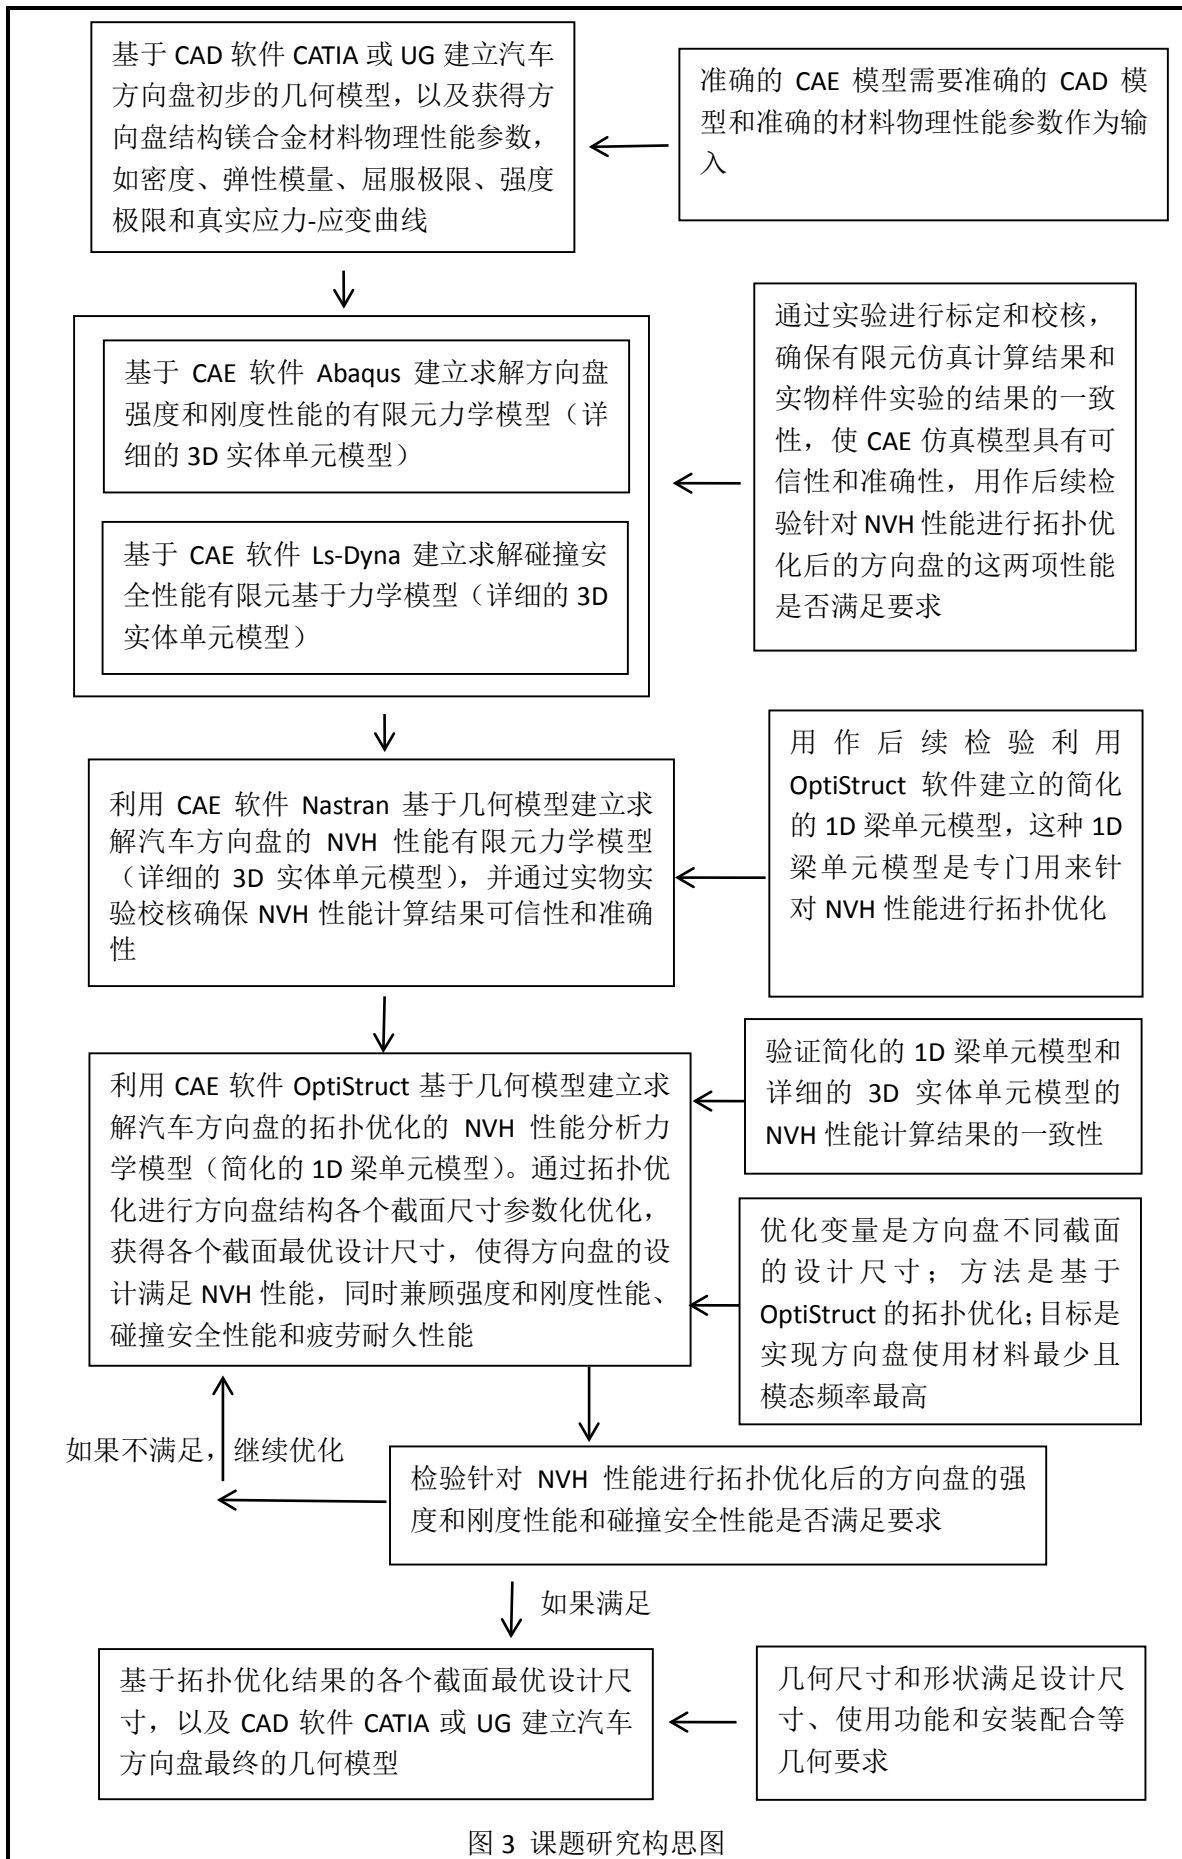 基于 CAD 软件 CATIA 或 UG 建立汽车
方向盘初步的几何模型，以及获得方
向盘结构镁合金材料物理性能参数，
如密度、弹性模量、屈服极限、强度
极限和真实应力-应变曲线
准确的 CAE 模型需要准确的 CAD 模
型和准确的材料物理性能参数作为输
入
基于 CAE 软件 Abaqus 建立求解方向盘
强度和刚度性能的有限元力学模型（详
细的 3D 实体单元模型）
基于 CAE 软件 Ls-Dyna 建立求解碰撞安
全性能有限元基于力学模型（详细的 3D
实体单元模型）
通过实验进行标定和校核，
确保有限元仿真计算结果和
实物样件实验的结果的一致
性，使 CAE 仿真模型具有可
信性和准确性，用作后续检
验针对 NVH 性能进行拓扑优
化后的方向盘的这两项性能
是否满足要求
利用 CAE 软件 Nastran 基于几何模型建立求
解汽车方向盘的 NVH 性能有限元力学模型
（详细的 3D 实体单元模型），并通过实物实
验校核确保 NVH 性能计算结果可信性和准确
性
用作后续检验利用
OptiStruct 软件建立的简化
的 1D 梁单元模型，这种 1D
梁单元模型是专门用来针
对 NVH 性能进行拓扑优化
利用 CAE 软件 OptiStruct 基于几何模型建立求
解汽车方向盘的拓扑优化的 NVH 性能分析力
学模型（简化的 1D 梁单元模型）。通过拓扑优
化进行方向盘结构各个截面尺寸参数化优化，
获得各个截面最优设计尺寸，使得方向盘的设
计满足 NVH 性能，同时兼顾强度和刚度性能、
碰撞安全性能和疲劳耐久性能
验证简化的 1D 梁单元模型和
详细的 3D 实体单元模型的
NVH 性能计算结果的一致性
优化变量是方向盘不同截面
的设计尺寸；方法是基于
OptiStruct 的拓扑优化；目标是
实现方向盘使用材料最少且
模态频率最高
如果不满足，继续优化
检验针对 NVH 性能进行拓扑优化后的方向盘的强
度和刚度性能和碰撞安全性能是否满足要求
如果满足
基于拓扑优化结果的各个截面最优设计尺
寸，以及 CAD 软件 CATIA 或 UG 建立汽车
方向盘最终的几何模型
几何尺寸和形状满足设计尺
寸、使用功能和安装配合等
几何要求
图 3 课题研究构思图